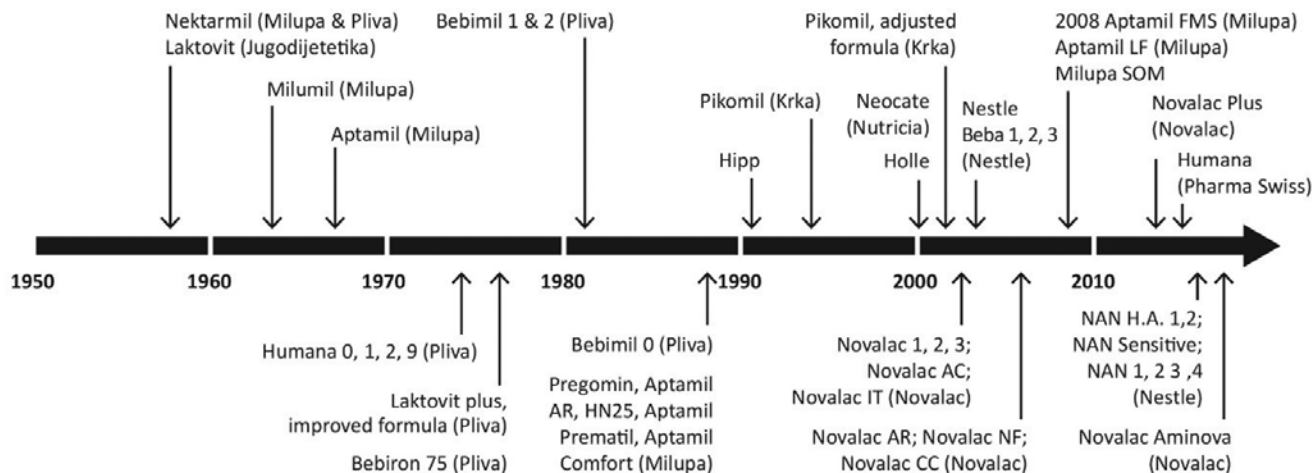 Nektarmil (Milupa & Pliva)
Laktovit (Jugodijetetika)
Milumil (Milupa)
Aptamil (Milupa)
Bebimil 1 & 2 (Pliva)
Hipp
Pikomil (Krka)
Pikomil, adjusted
formula (Krka)
Neocate
(Nutricia)
Holle
Nestle
Beba 1, 2, 3
(Nestle)
2008 Aptamil FMS (Milupa)
Aptamil LF (Milupa)
Milupa SOM
Novalac Plus
(Novalac)
Humana
(Pharma Swiss)
1950
1960
1970
1980
1990
2000
2010
Humana 0, 1, 2, 9 (Pliva)
Laktovit plus,
improved formula (Pliva)
Bebiron 75 (Pliva)
Bebimil 0 (Pliva)
Pregomin, Aptamil
AR, HN25, Aptamil
Prematil, Aptamil
Comfort (Milupa)
Novalac 1, 2, 3;
Novalac AC;
Novalac IT (Novalac)
Novalac AR; Novalac NF;
Novalac CC (Novalac)
NAN H.A. 1,2;
NAN Sensitive;
NAN 1, 2 3 ,4
(Nestle)
Novalac Aminova
(Novalac)